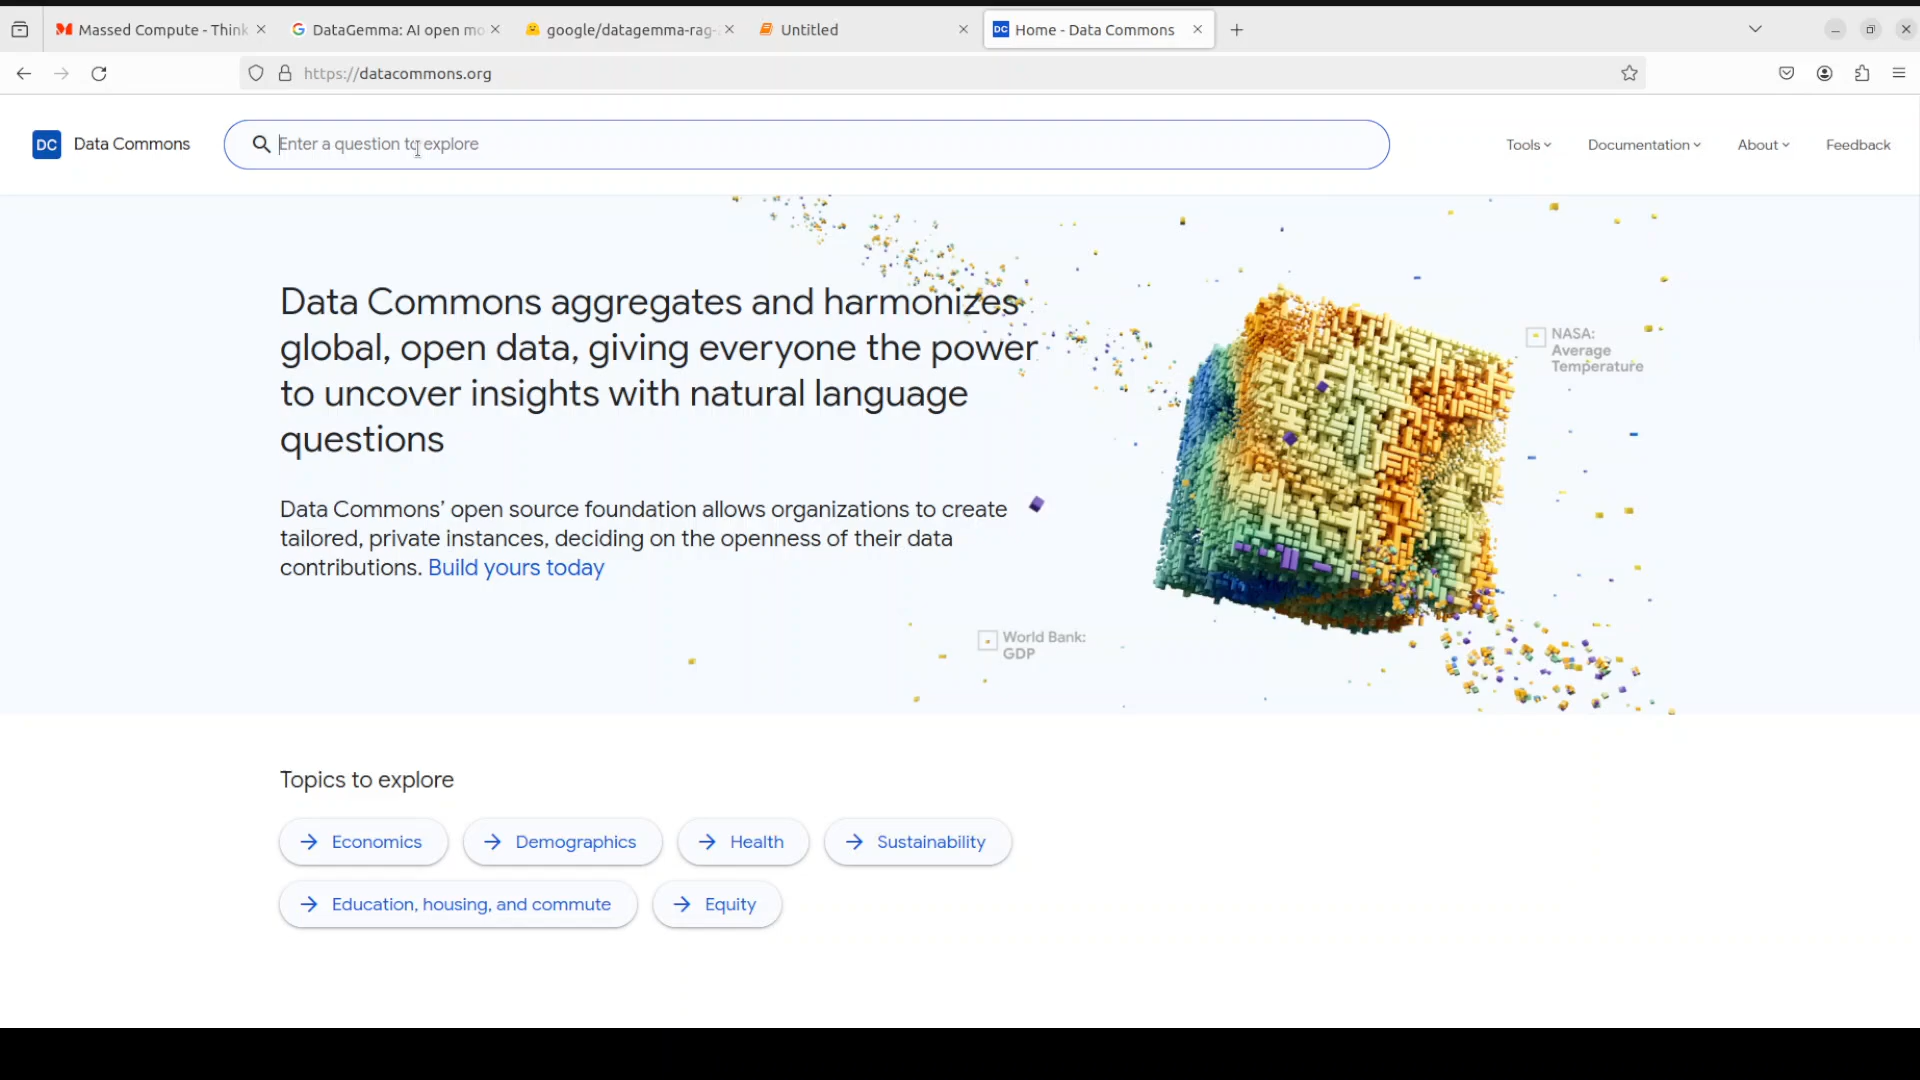 Massed Compute - Think
DataGemma: AI open mo
google/datagemma-rag-
Untitled
Home - Data Commons
https://datacommons.org
DC Data Commons
Enter a question to explore
Tools
Documentation
About
Feedback
Data Commons aggregates and harmonizes
global, open data, giving everyone the power
to uncover insights with natural language
questions
NASA:
Average
Temperature
Data Commons’ open source foundation allows organizations to create
tailored, private instances, deciding on the openness of their data
contributions. Build yours today
World Bank:
GDP
Topics to explore
Economics
Demographics
Health
Sustainability
Education, housing, and commute
Equity